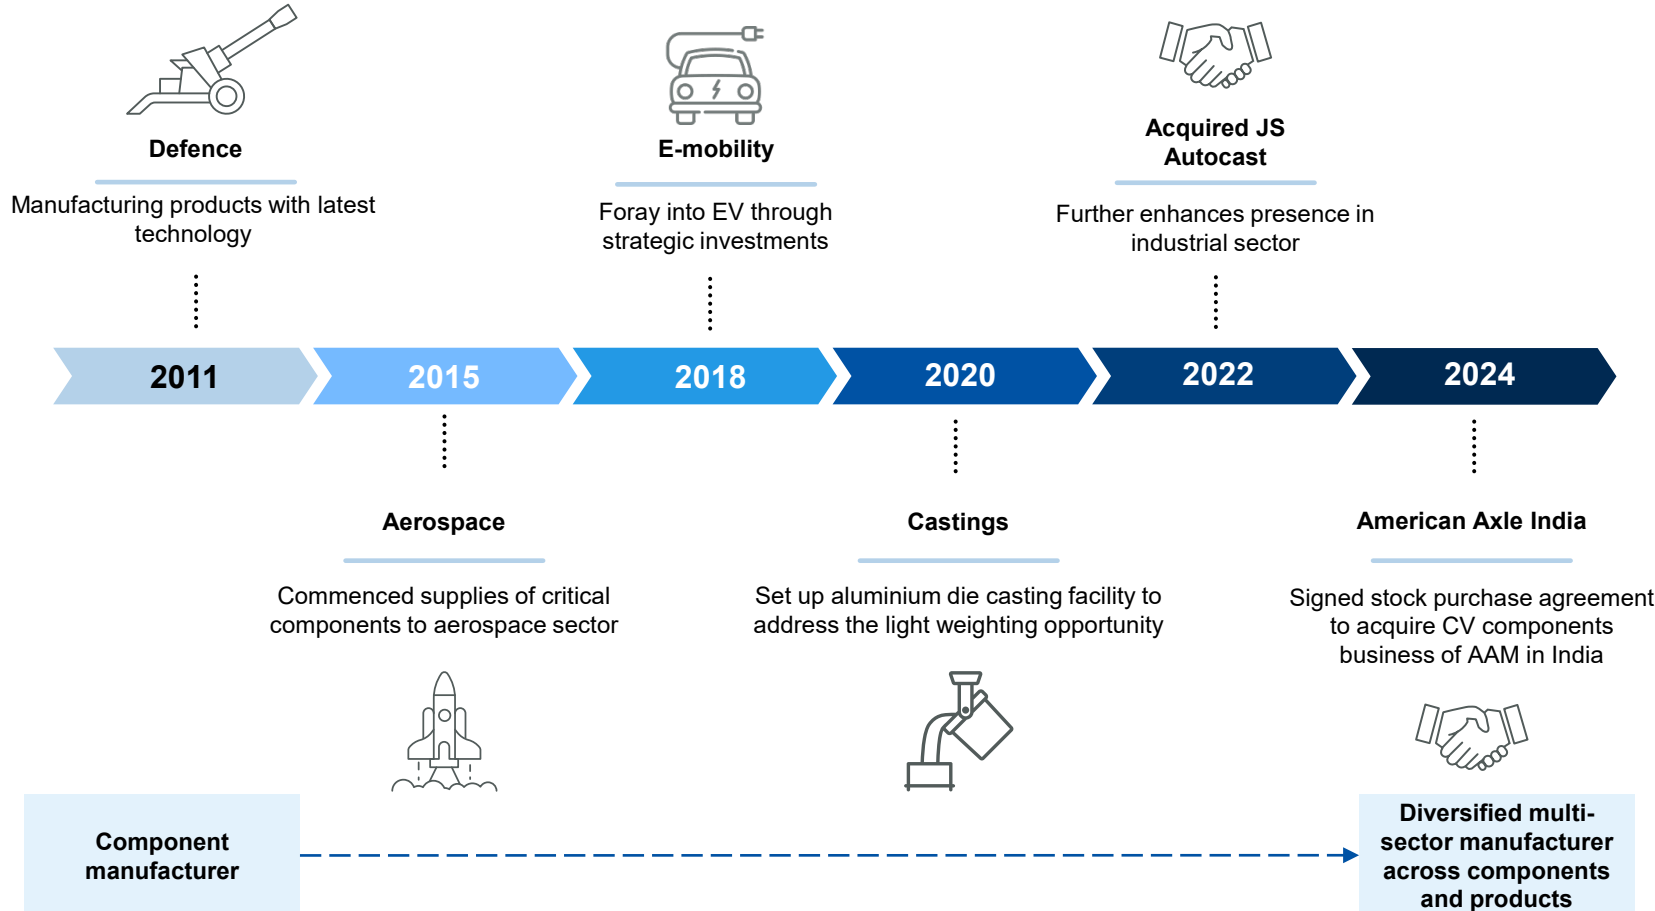 Defence
Manufacturing products with latest
technology
E-mobility
Foray into EV through
strategic investments
Acquired JS
Autocast
Further enhances presence in
industrial sector
2011
2015
2018
2020
2022
2024
Aerospace
Commenced supplies of critical
components to aerospace sector
Castings
Set up aluminium die casting facility to
address the light weighting opportunity
American Axle India
Signed stock purchase agreement
to acquire CV components
business of AAM in India
Component
manufacturer
Diversified multi-
sector manufacturer
across components
and products